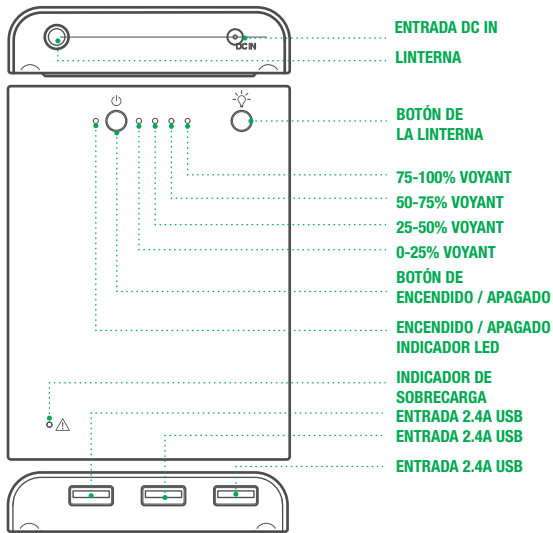 ENTRADA DC IN
DC IN
LINTERNA
BOTÓN DE
LA LINTERNA
75-100% VOYANT
50-75% VOYANT
25-50% VOYANT
0-25% VOYANT
BOTÓN DE
ENCENDIDO / APAGADO
ENCENDIDO / APAGADO
INDICADOR LED
INDICADOR DE
SOBRECARGA
ENTRADA 2.4A USB
ENTRADA 2.4A USB
ENTRADA 2.4A USB